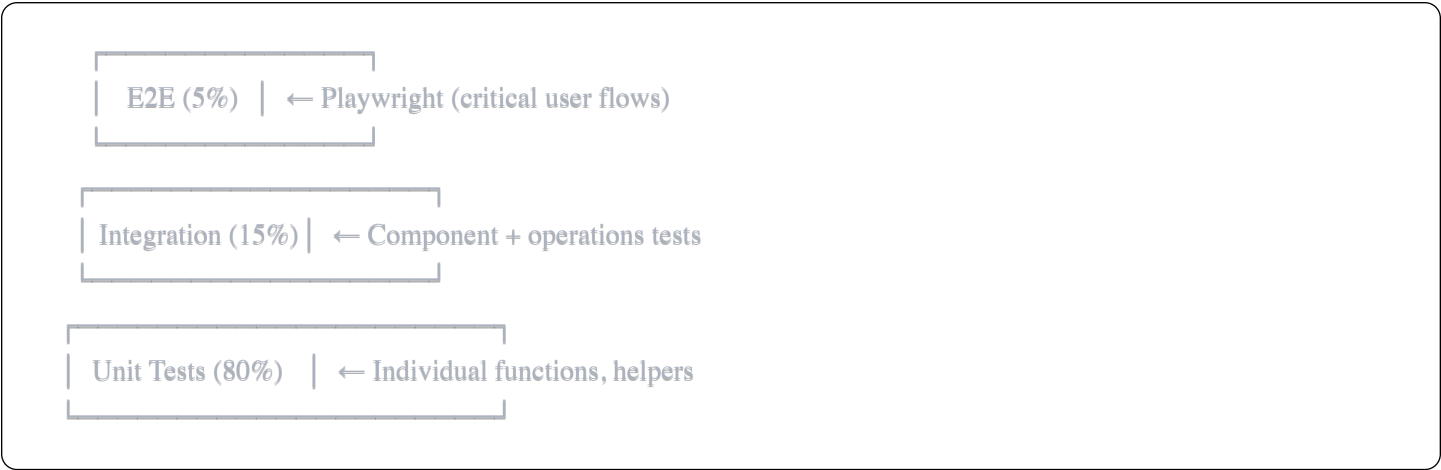 ┌─────────────┐
│ E2E (5%) │ ← Playwright (critical user flows)
└─────────────┘
┌─────────────────┐
│ Integration (15%) │ ← Component + operations tests
└─────────────────┘
┌─────────────────────┐
│ Unit Tests (80%) │ ← Individual functions, helpers
└─────────────────────┘